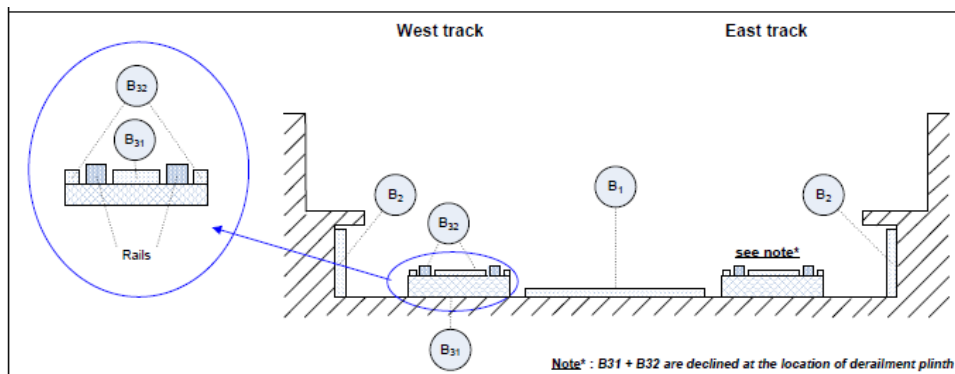 West track
East track
B32
B31
Rails
B2
B32
B1
B2
see note*
B31
Note* : B31 + B32 are declined at the location of derailment plinth